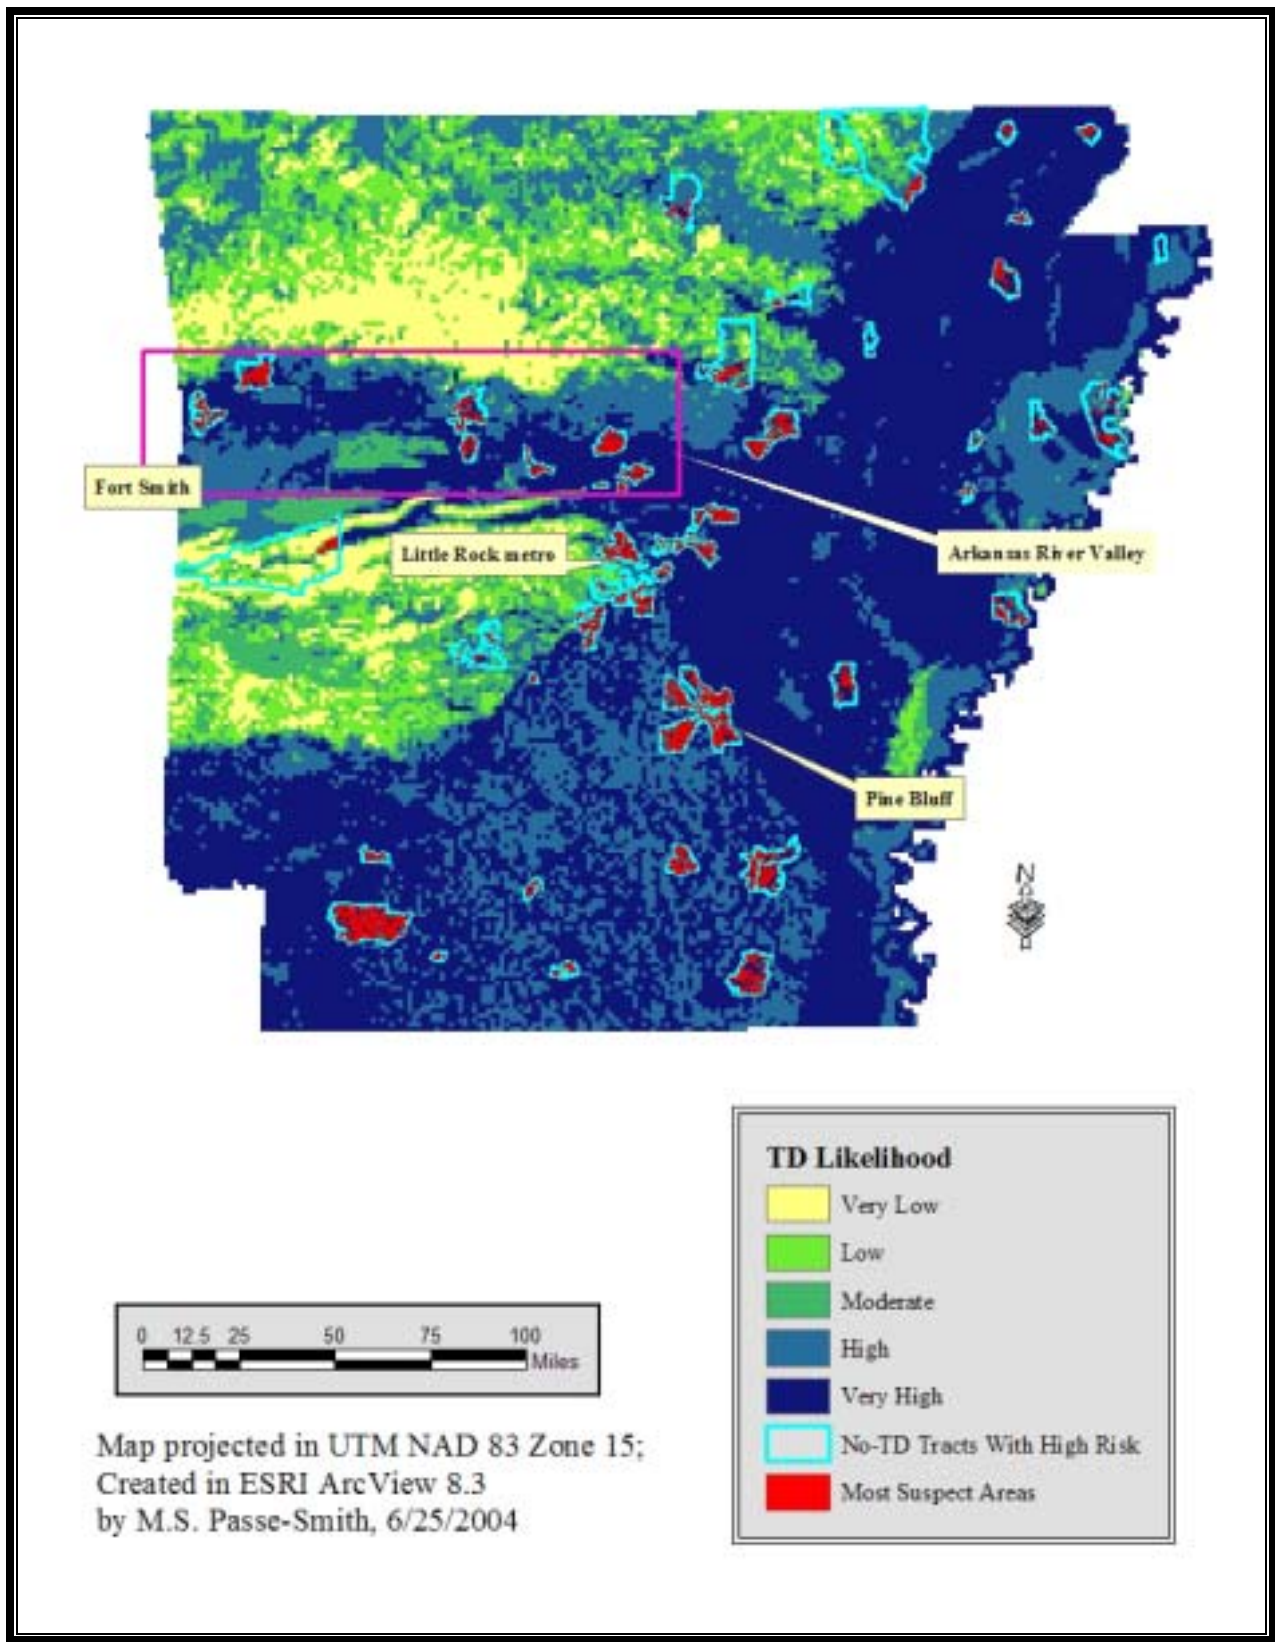 N
Fort Smith
Little Rock metro
Arkansas River Valley
Pine Bluff
TD Likelihood
Very Low
Low
Moderate
High
Very High
No-TD Tracts With High Risk
Most Suspect Areas
0 12.5 25 50 75 100
Miles
Map projected in UTM NAD 83 Zone 15;
Created in ESRI ArcView 8.3
by M.S. Passe-Smith, 6/25/2004